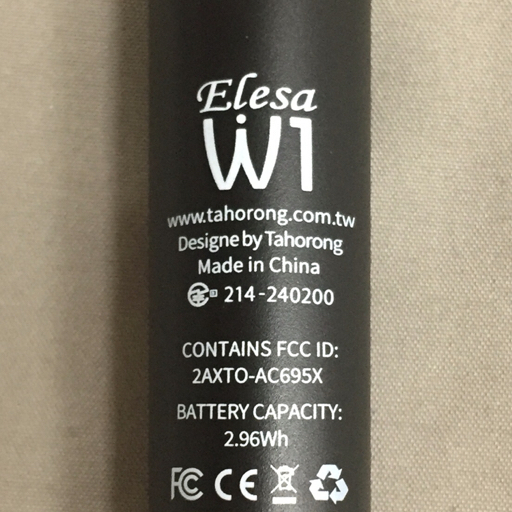 Elesa
W1
www.tahorong.com.tw
Designe by Tahorong
Made in China
R 214-240200
CONTAINS FCC ID:
2AXTO-AC695X
BATTERY CAPACITY:
2.96Wh
FC CE